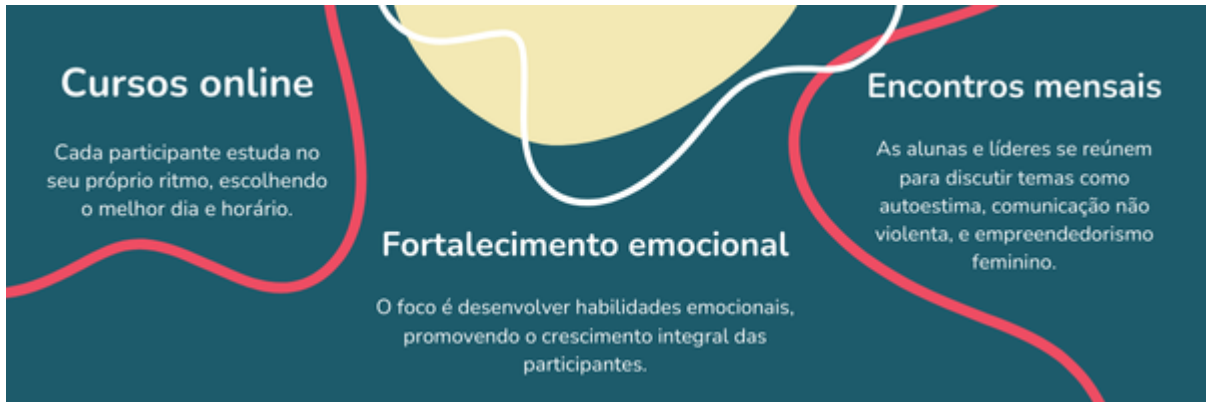 Cursos online
Cada participante estuda no
seu próprio ritmo, escolhendo
o melhor dia e horário.
Fortalecimento emocional
O foco é desenvolver habilidades emocionais,
promovendo o crescimento integral das
participantes.
Encontros mensais
As alunas e líderes se reúnem
para discutir temas como
autoestima, comunicação não
violenta, e empreendedorismo
feminino.